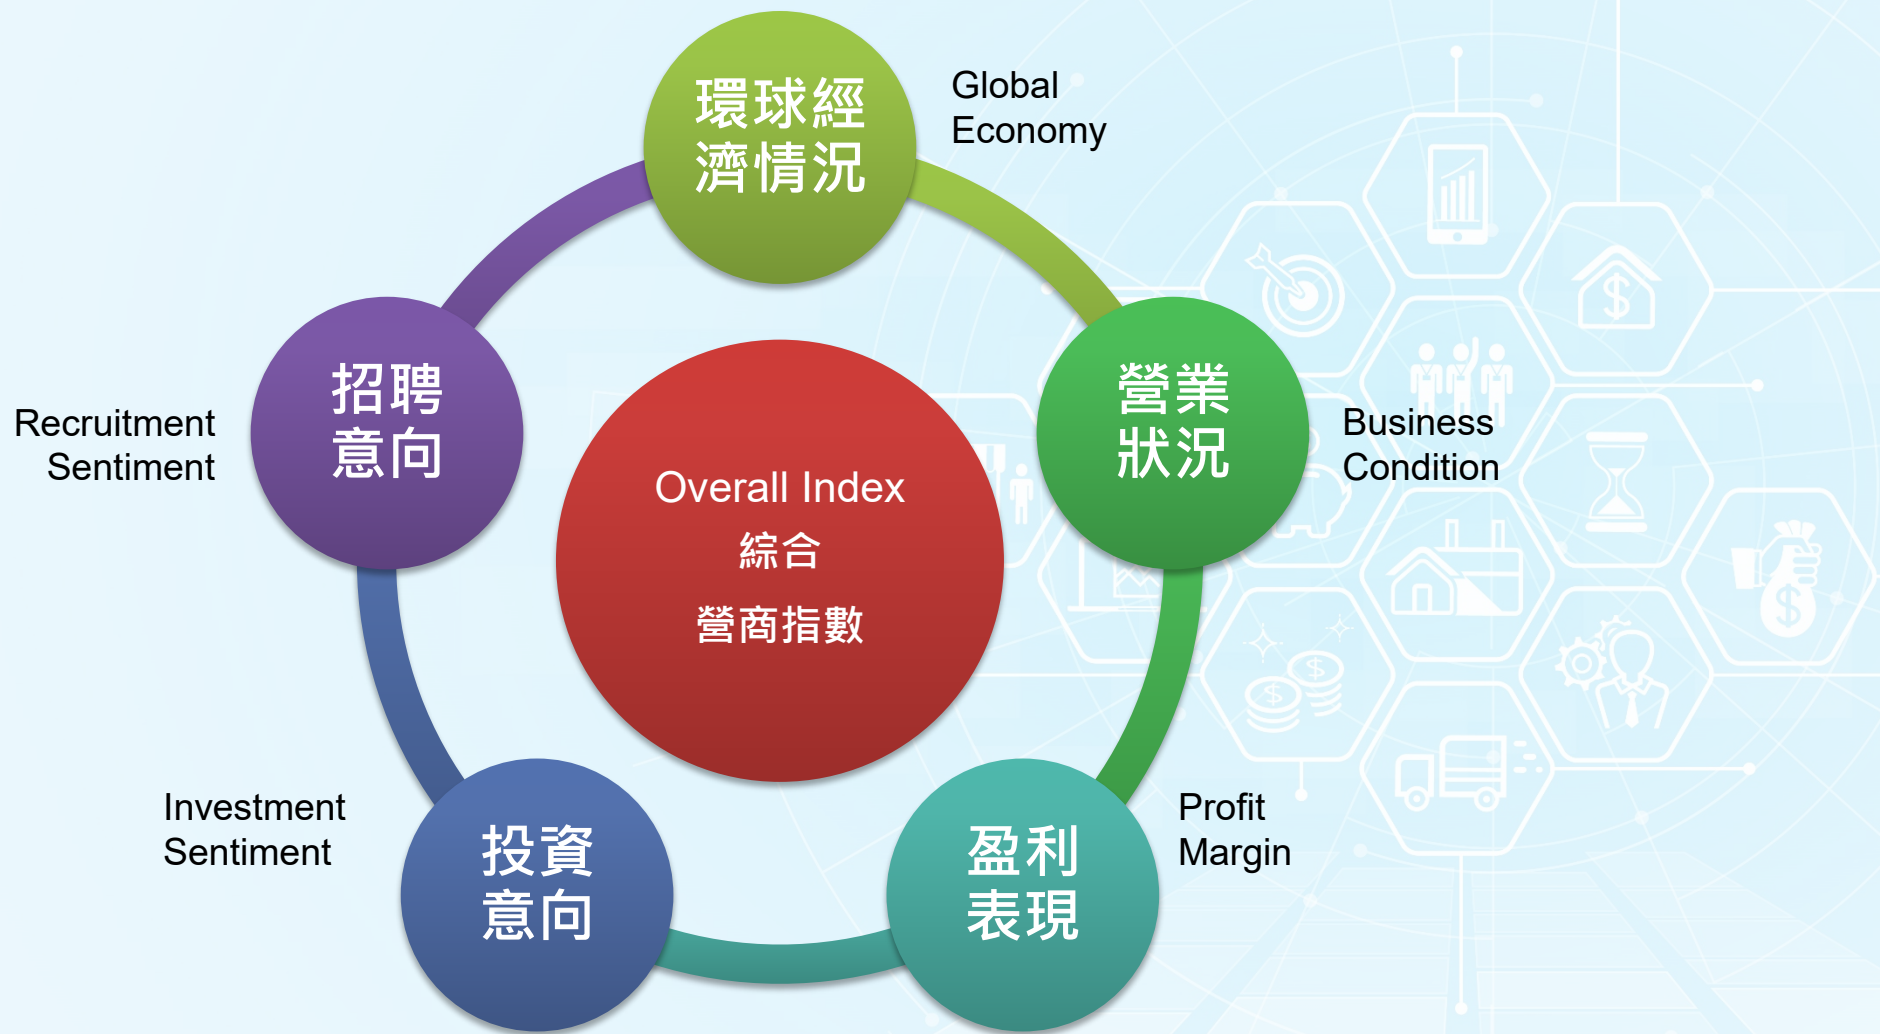 環球經
濟情況
Global
Economy
招聘
意向
Recruitment
Sentiment
營業
狀況
Business
Condition
Overall Index
綜合
營商指數
Investment
Sentiment
投資
意向
盈利
表現
Profit
Margin